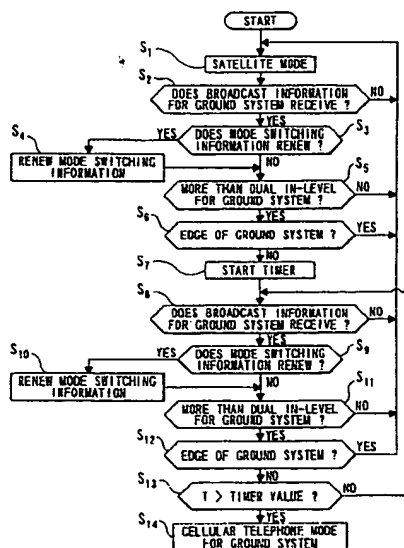 START
S1
SATELLITE MODE
S2
DOES BROADCAST INFORMATION
FOR GROUND SYSTEM RECEIVE ?
NO
YES
S3
DOES MODE SWITCHING
INFORMATION RENEW ?
YES
S4
RENEW MODE SWITCHING
INFORMATION
NO
S5
MORE THAN DUAL IN-LEVEL
FOR GROUND SYSTEM ?
NO
YES
S6
EDGE OF GROUND SYSTEM ?
YES
NO
S7
START TIMER
S8
DOES BROADCAST INFORMATION
FOR GROUND SYSTEM RECEIVE ?
NO
YES
S9
DOES MODE SWITCHING
INFORMATION RENEW ?
YES
S10
RENEW MODE SWITCHING
INFORMATION
NO
S11
MORE THAN DUAL IN-LEVEL
FOR GROUND SYSTEM ?
NO
YES
S12
EDGE OF GROUND SYSTEM ?
YES
NO
S13
T > TIMER VALUE ?
NO
YES
S14
CELLULAR TELEPHONE MODE
FOR GROUND SYSTEM